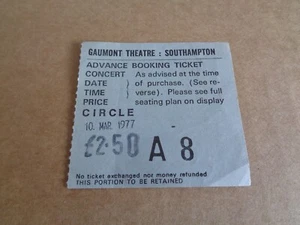 GAUMONT THEATRE : SOUTHAMPTON
ADVANCE BOOKING TICKET
CONCERT As advised at the time
DATE } of purchase. (See re-
TIME } verse). Please see full
PRICE seating plan on display
CIRCLE
10. MAR. 1977
£2·50 A 8
No ticket exchanged nor money refunded
THIS PORTION TO BE RETAINED